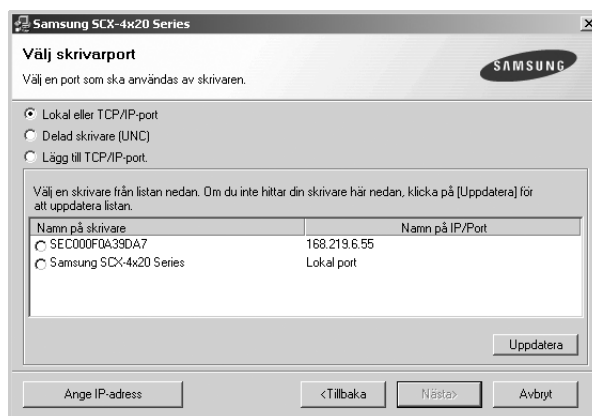 Samsung SCX-4x20 Series
Välj skrivarport
Välj en port som ska användas av skrivaren.
SAMSUNG
Lokal eller TCP/IP-port
Delad skrivare (UNC)
Lägg till TCP/IP-port.
Välj en skrivare från listan nedan. Om du inte hittar din skrivare här nedan, klicka på [Uppdatera] för
att uppdatera listan.
Namn på skrivare Namn på IP/Port
SEC000F0A39DA7 168.219.6.55
Samsung SCX-4x20 Series Lokal port
Uppdatera
Ange IP-adress <Tillbaka Nästa> Avbryt